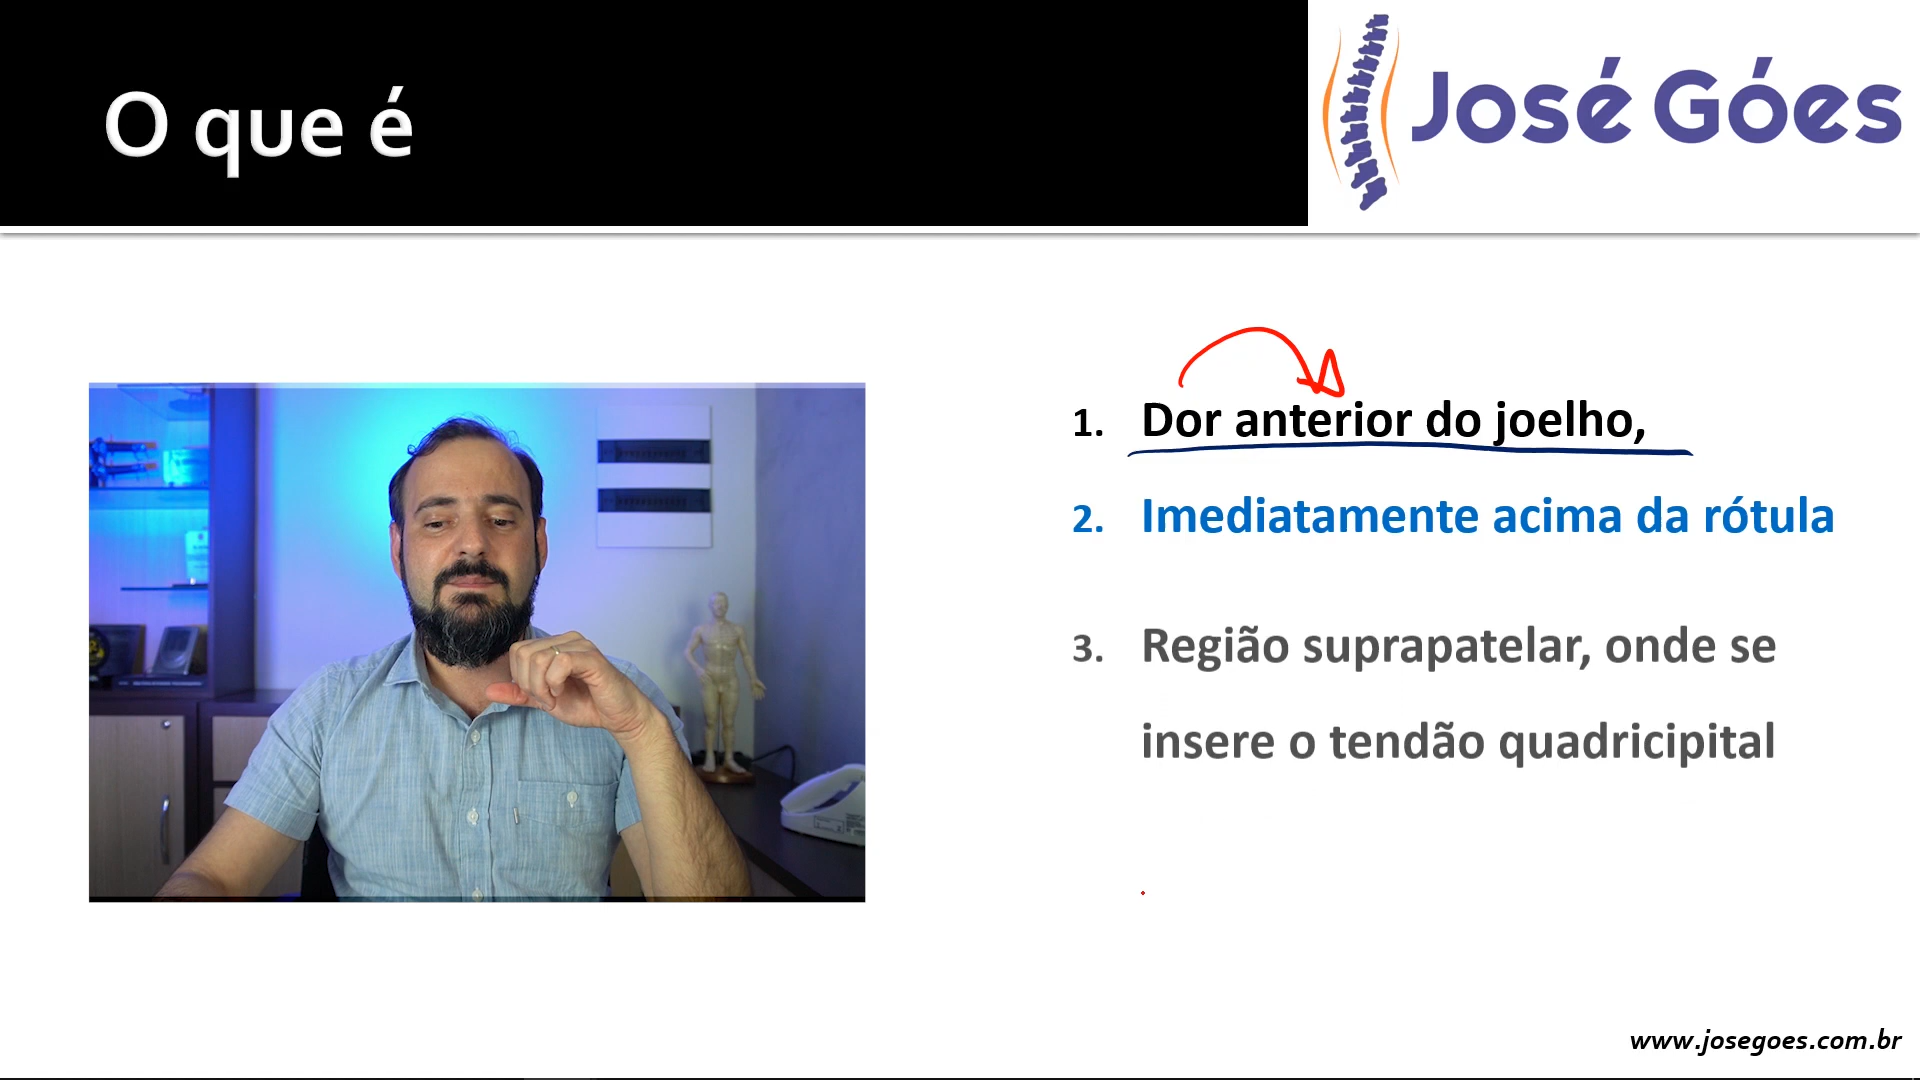 O que é
José Góes
1. Dor anterior do joelho,
2. Imediatamente acima da rótula
3. Região suprapatelar, onde se
insere o tendão quadricipital
www.josegoes.com.br